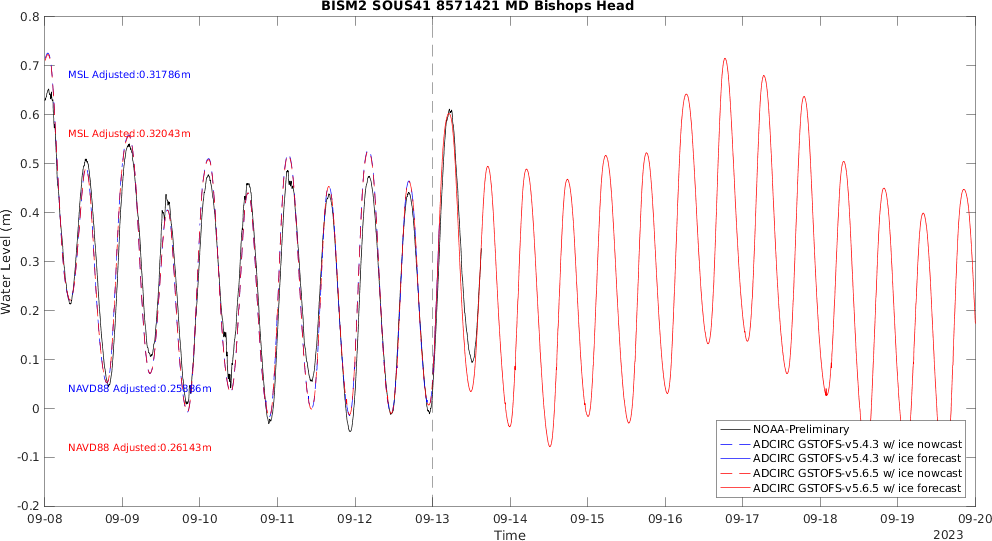 BISM2 SOUS41 8571421 MD Bishops Head
0.8
0.7
0.6
0.5
0.4
0.3
0.2
0.1
0
-0.1
-0.2
Water Level (m)
MSL Adjusted:0.31786m
MSL Adjusted:0.32043m
NAVD88 Adjusted:0.25886m
NAVD88 Adjusted:0.26143m
NOAA-Preliminary
ADCIRC GSTOFS-v5.4.3 w/ ice nowcast
ADCIRC GSTOFS-v5.4.3 w/ ice forecast
ADCIRC GSTOFS-v5.6.5 w/ ice nowcast
ADCIRC GSTOFS-v5.6.5 w/ ice forecast
09-08 09-09 09-10 09-11 09-12 09-13 09-14 09-15 09-16 09-17 09-18 09-19 09-20
Time
2023